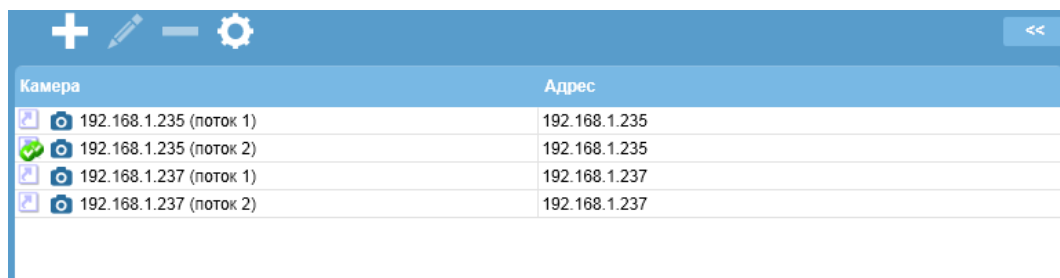 <<
Камера Адрес
192.168.1.235 (поток 1) 192.168.1.235
192.168.1.235 (поток 2) 192.168.1.235
192.168.1.237 (поток 1) 192.168.1.237
192.168.1.237 (поток 2) 192.168.1.237